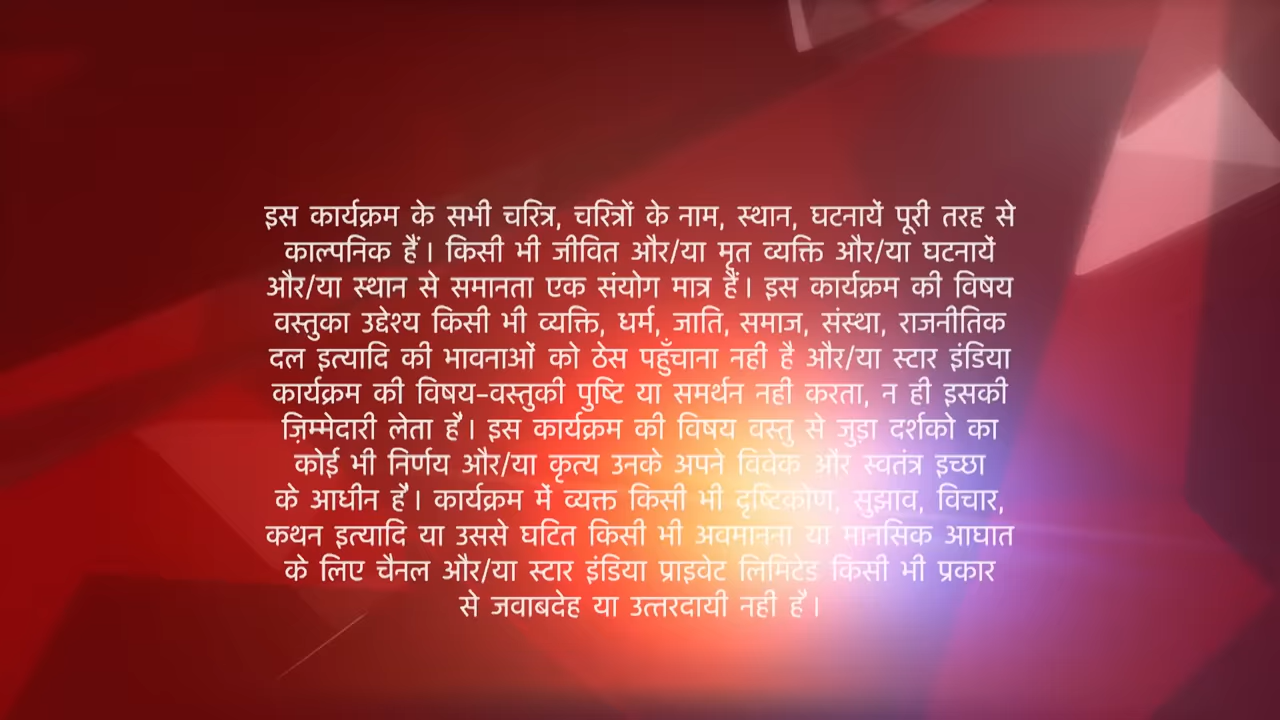 इस कार्यक्रम के सभी चरित्र, चरित्रों के नाम, स्थान, घटनायें पूरी तरह से
काल्पनिक हैं। किसी भी जीवित और/या मृत व्यक्ति और/या घटनायें
और/या स्थान से समानता एक संयोग मात्र हैं। इस कार्यक्रम की विषय
वस्तुका उद्देश्य किसी भी व्यक्ति, धर्म, जाति, समाज, संस्था, राजनीतिक
दल इत्यादि की भावनाओं को ठेस पहुँचाना नही है और/या स्टार इंडिया
कार्यक्रम की विषय-वस्तुकी पुष्टि या समर्थन नही करता, न ही इसकी
ज़िम्मेदारी लेता है। इस कार्यक्रम की विषय वस्तु से जुड़ा दर्शको का
कोई भी निर्णय और/या कृत्य उनके अपने विवेक और स्वतंत्र इच्छा
के आधीन है। कार्यक्रम में व्यक्त किसी भी दृष्टिकोण, सुझाव, विचार,
कथन इत्यादि या उससे घटित किसी भी अवमानना या मानसिक आघात
के लिए चैनल और/या स्टार इंडिया प्राइवेट लिमिटेड किसी भी प्रकार
से जवाबदेह या उत्तरदायी नही है।